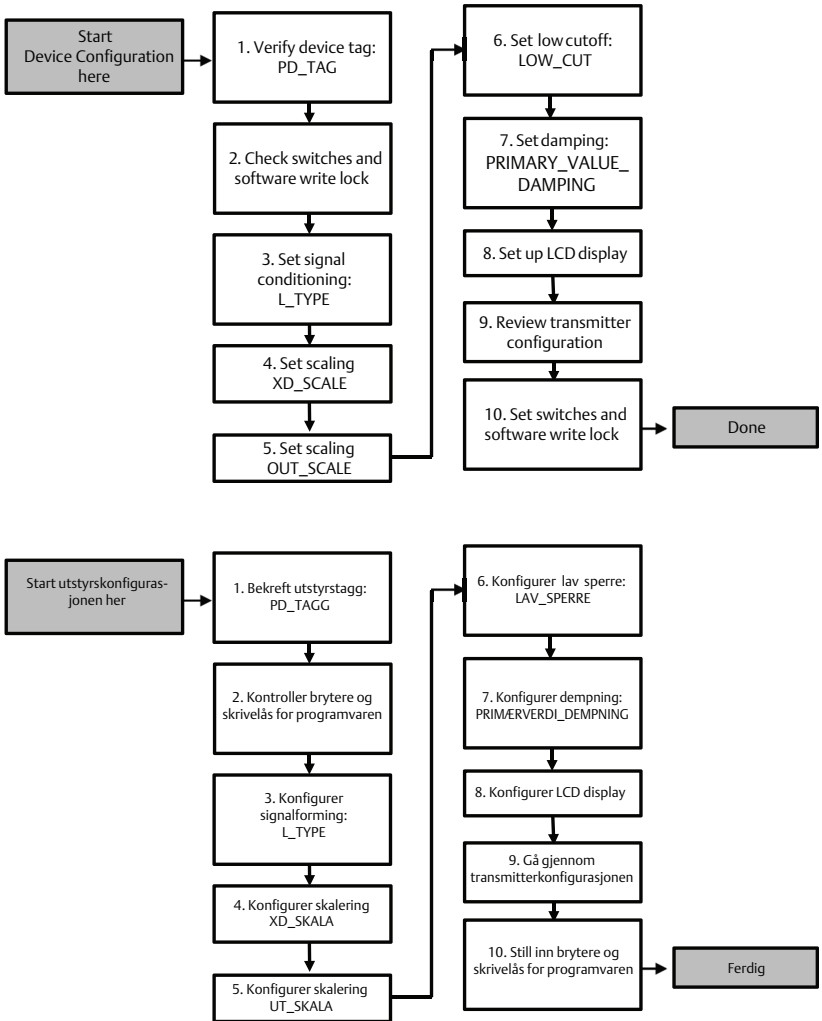 Start
Device Configuration
here
1. Verify device tag:
PD_TAG
2. Check switches and
software write lock
3. Set signal
conditioning:
L_TYPE
4. Set scaling
XD_SCALE
5. Set scaling
OUT_SCALE
6. Set low cutoff:
LOW_CUT
7. Set damping:
PRIMARY_VALUE_
DAMPING
8. Set up LCD display
9. Review transmitter
configuration
10. Set switches and
software write lock
Done
Start utstyrskonfiguras-
jonen her
1. Bekreft utstyrstagg:
PD_TAGG
2. Kontroller brytere og
skrivelås for programvaren
3. Konfigurer
signalforming:
L_TYPE
4. Konfigurer skalering
XD_SKALA
5. Konfigurer skalering
UT_SKALA
6. Konfigurer lav sperre:
LAV_SPERRE
7. Konfigurer dempning:
PRIMÆRVERDI_DEMPNING
8. Konfigurer LCD display
9. Gå gjennom
transmitterkonfigurasjonen
10. Still inn brytere og
skrivelås for programvaren
Ferdig